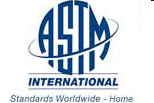 ASTM
INTERNATIONAL
Standards Worldwide - Home